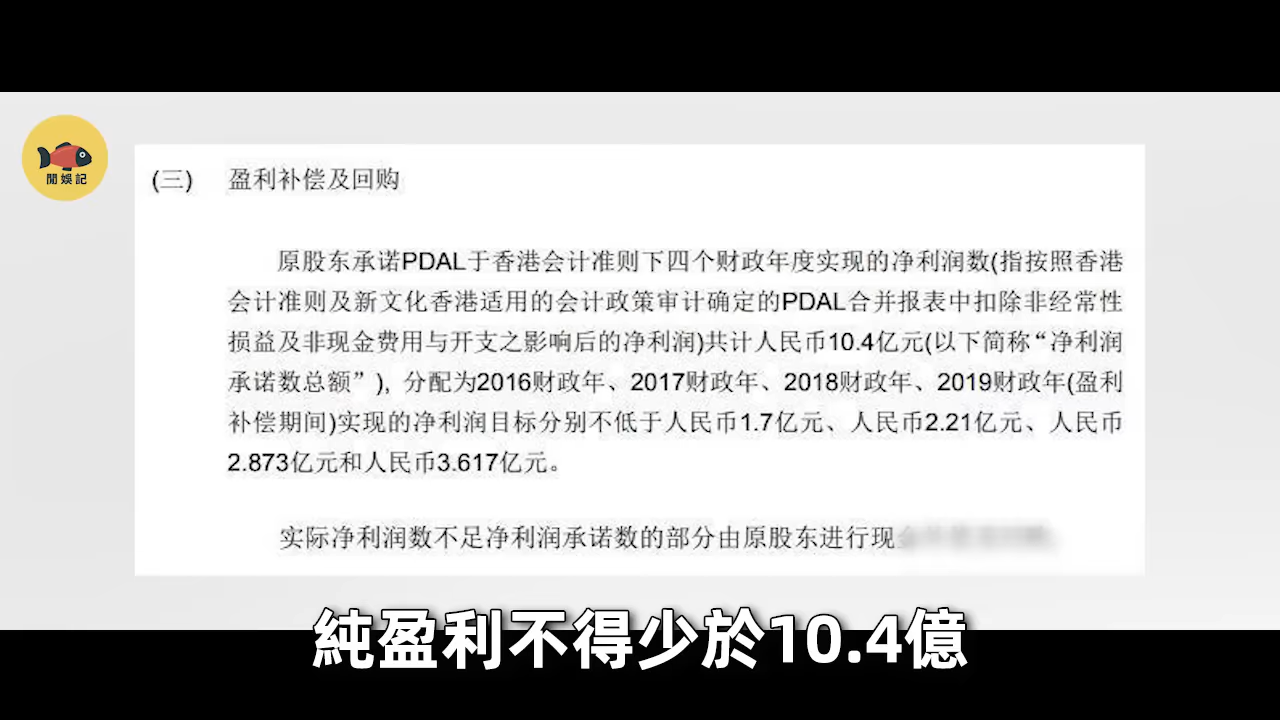 閒娛記
(三) 盈利补偿及回购
原股东承诺PDAL于香港会计准则下四个财政年度实现的净利润数(指按照香港
会计准则及新文化香港适用的会计政策审计确定的PDAL合并报表中扣除非经常性
损益及非现金费用与开支之影响后的净利润)共计人民币10.4亿元(以下简称“净利润
承诺数总额”), 分配为2016财政年、2017财政年、2018财政年、2019财政年(盈利
补偿期间)实现的净利润目标分别不低于人民币1.7亿元、人民币2.21亿元、人民币
2.873亿元和人民币3.617亿元。
实际净利润数不足净利润承诺数的部分由原股东进行现
純盈利不得少於10.4億